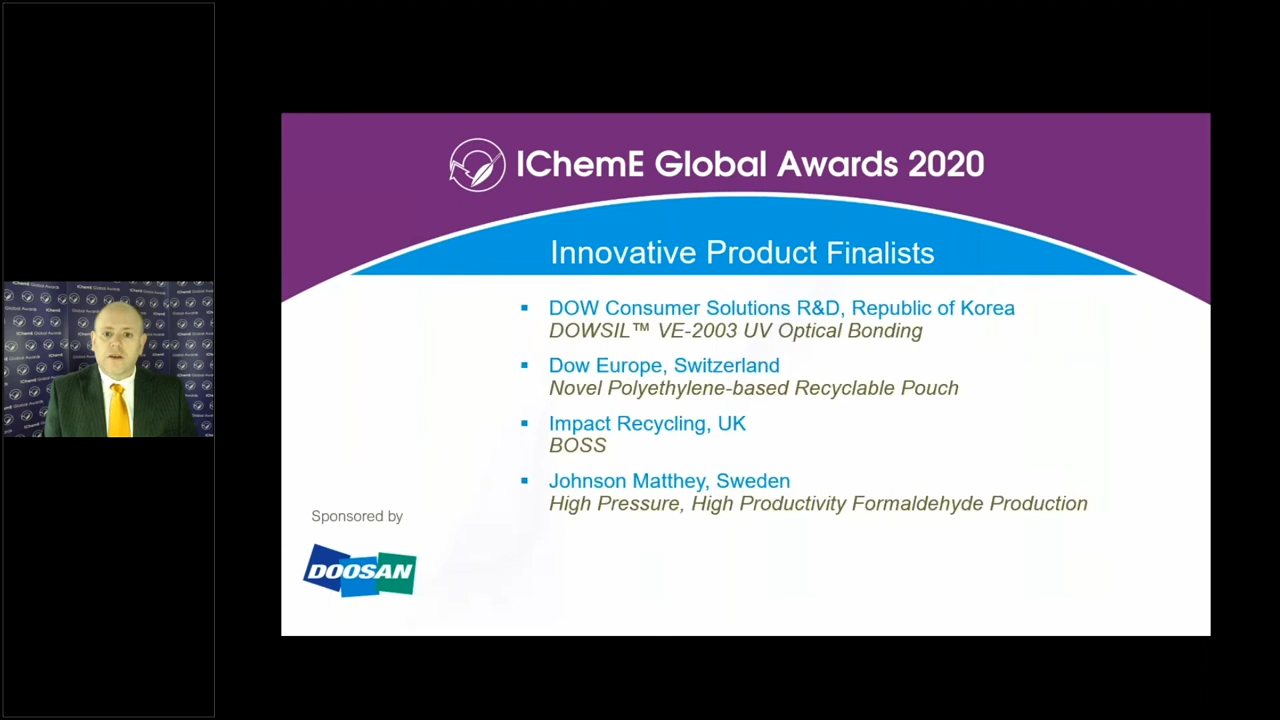 IChemE Global Awards 2020
Innovative Product Finalists
▪ DOW Consumer Solutions R&D, Republic of Korea
DOWSIL™ VE-2003 UV Optical Bonding
▪ Dow Europe, Switzerland
Novel Polyethylene-based Recyclable Pouch
▪ Impact Recycling, UK
BOSS
▪ Johnson Matthey, Sweden
High Pressure, High Productivity Formaldehyde Production
Sponsored by
DOOSAN